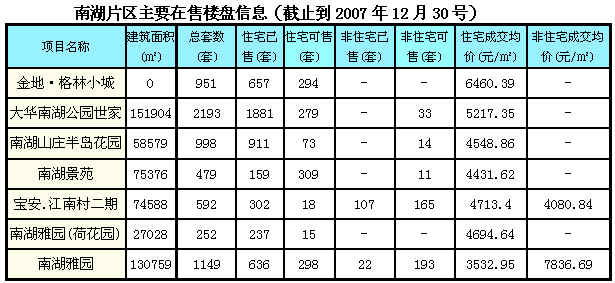 南湖片区主要在售楼盘信息（截止到 2007 年 12 月 30 号）
项目名称 建筑面积(㎡) 总套数(套) 住宅已售(套) 住宅可售(套) 非住宅已售(套) 非住宅可售(套) 住宅成交均价(元/㎡) 非住宅成交均价(元/㎡)
金地·格林小城 0 951 657 294 - - 6460.39 -
大华南湖公园世家 151904 2193 1881 279 - 33 5217.35 -
南湖山庄半岛花园 58579 998 911 73 - 14 4548.86 -
南湖景苑 75376 479 159 309 - 11 4431.62 -
宝安.江南村二期 74588 592 302 18 107 165 4713.4 4080.84
南湖雅园(荷花园) 27028 252 237 15 - - 4694.64 -
南湖雅园 130759 1149 636 298 22 193 3532.95 7836.69